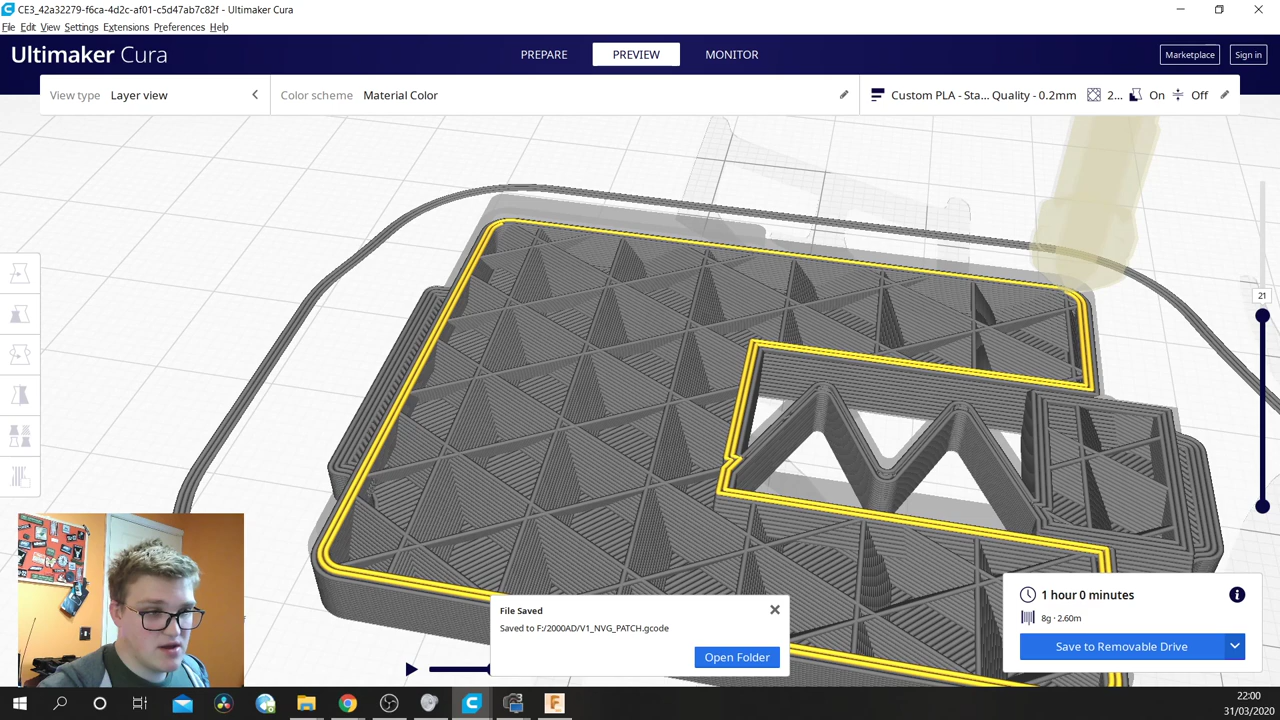 CE3_42a32279-f6ca-4d2c-af01-c5d47ab7c82f - Ultimaker Cura
File Edit View Settings Extensions Preferences Help
Ultimaker Cura
PREPARE PREVIEW MONITOR
Marketplace Sign in
View type Layer view
Color scheme Material Color
Custom PLA - Sta... Quality - 0.2mm 2... On Off
21
1 hour 0 minutes
8g · 2.60m
Save to Removable Drive
File Saved
Saved to F:/2000AD/V1_NVG_PATCH.gcode
Open Folder
22:00
31/03/2020